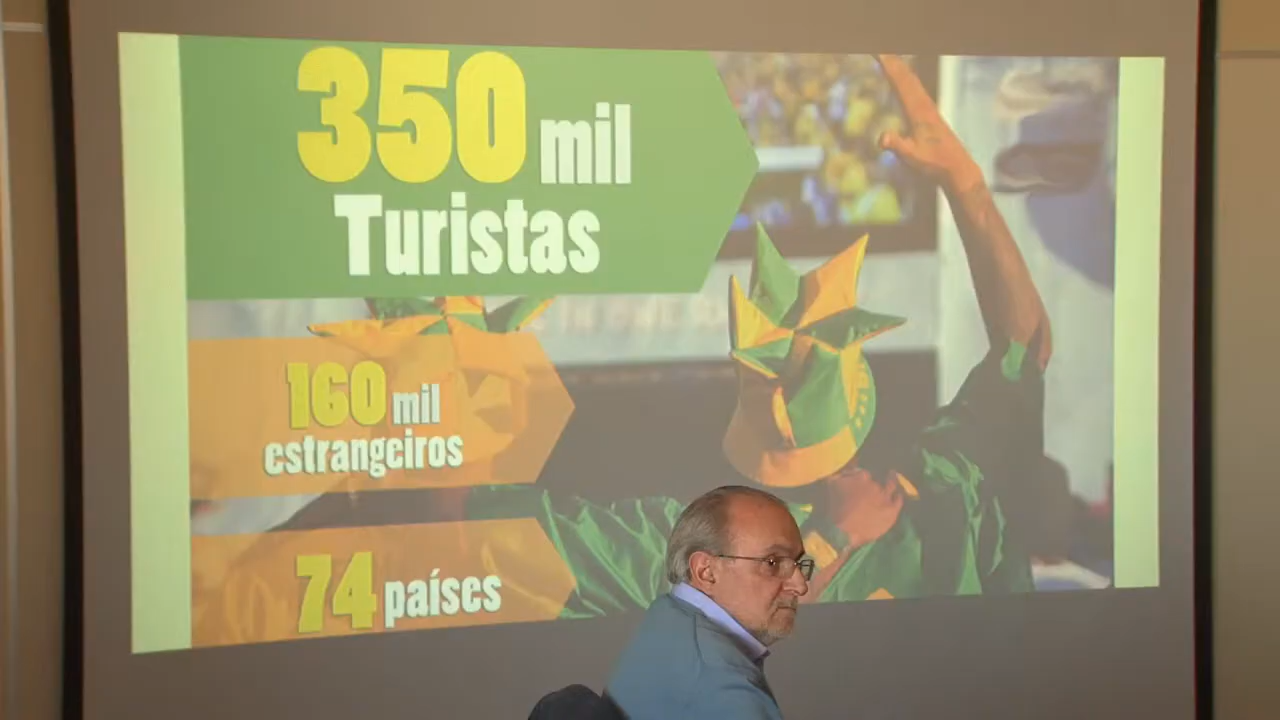 350 mil
Turistas
160 mil
estrangeiros
74 países